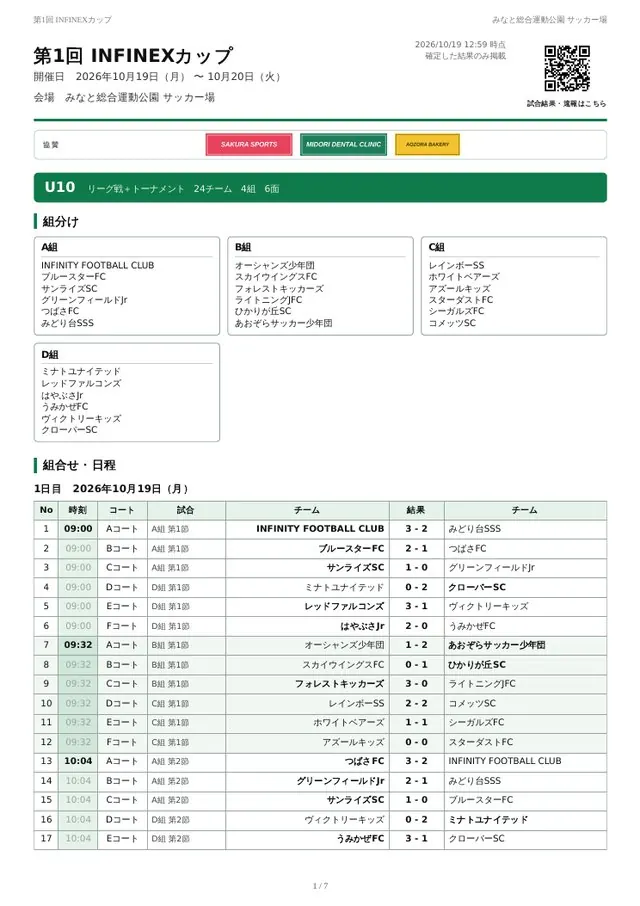 第1回 INFINEXカップ
みなと総合運動公園 サッカー場
第1回 INFINEXカップ
開催日 2026年10月19日（月） 〜 10月20日（火）
会場 みなと総合運動公園 サッカー場
2026/10/19 12:59 時点
確定した結果のみ掲載
試合結果・速報はこちら
協賛
SAKURA SPORTS
MIDORI DENTAL CLINIC
AOZORA BAKERY
U10 リーグ戦＋トーナメント 24チーム 4組 6面
組分け
A組
INFINITY FOOTBALL CLUB
ブルースターFC
サンライズSC
グリーンフィールドJr
つばさFC
みどり台SSS
B組
オーシャンズ少年団
スカイウイングスFC
フォレストキッカーズ
ライトニングJFC
ひかりが丘SC
あおぞらサッカー少年団
C組
レインボーSS
ホワイトベアーズ
アズールキッズ
スターダストFC
シーガルズFC
コメッツSC
D組
ミナトユナイテッド
レッドファルコンズ
はやぶさJr
うみかぜFC
ヴィクトリーキッズ
クローバーSC
組合せ・日程
1日目 2026年10月19日（月）
No 時刻 コート 試合 チーム 結果 チーム
1 09:00 Aコート A組 第1節 INFINITY FOOTBALL CLUB 3 - 2 みどり台SSS
2 09:00 Bコート A組 第1節 ブルースターFC 2 - 1 つばさFC
3 09:00 Cコート A組 第1節 サンライズSC 1 - 0 グリーンフィールドJr
4 09:00 Dコート D組 第1節 ミナトユナイテッド 0 - 2 クローバーSC
5 09:00 Eコート D組 第1節 レッドファルコンズ 3 - 1 ヴィクトリーキッズ
6 09:00 Fコート D組 第1節 はやぶさJr 2 - 0 うみかぜFC
7 09:32 Aコート B組 第1節 オーシャンズ少年団 1 - 2 あおぞらサッカー少年団
8 09:32 Bコート B組 第1節 スカイウイングスFC 0 - 1 ひかりが丘SC
9 09:32 Cコート B組 第1節 フォレストキッカーズ 3 - 0 ライトニングJFC
10 09:32 Dコート C組 第1節 レインボーSS 2 - 2 コメッツSC
11 09:32 Eコート C組 第1節 ホワイトベアーズ 1 - 1 シーガルズFC
12 09:32 Fコート C組 第1節 アズールキッズ 0 - 0 スターダストFC
13 10:04 Aコート A組 第2節 つばさFC 3 - 2 INFINITY FOOTBALL CLUB
14 10:04 Bコート A組 第2節 グリーンフィールドJr 2 - 1 みどり台SSS
15 10:04 Cコート A組 第2節 サンライズSC 1 - 0 ブルースターFC
16 10:04 Dコート D組 第2節 ヴィクトリーキッズ 0 - 2 ミナトユナイテッド
17 10:04 Eコート D組 第2節 うみかぜFC 3 - 1 クローバーSC
1 / 7